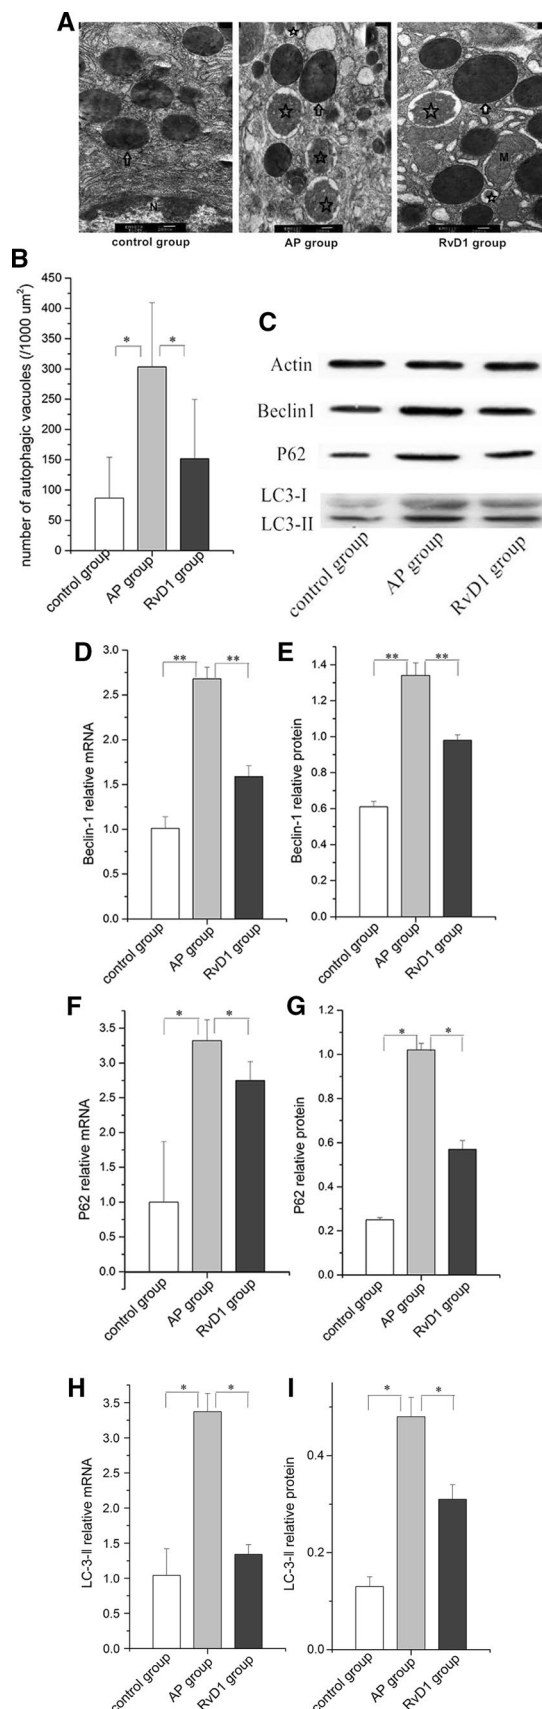 A
N
M
control group
AP group
RvD1 group
B
number of autophagic vacuoles (/1000 um²)
450
400
350
300
250
200
150
100
50
0
*
*
control group
AP group
RvD1 group
C
Actin
Beclin1
P62
LC3-I
LC3-II
control group
AP group
RvD1 group
D
Beclin-1 relative mRNA
3.0
2.5
2.0
1.5
1.0
0.5
0.0
**
**
control group
AP group
RvD1 group
E
Beclin-1 relative protein
1.4
1.2
1.0
0.8
0.6
0.4
0.2
0.0
**
**
control group
AP group
RvD1 group
F
P62 relative mRNA
3.5
3.0
2.5
2.0
1.5
1.0
0.5
0.0
*
*
control group
AP group
RvD1 group
G
P62 relative protein
1.2
1.0
0.8
0.6
0.4
0.2
0.0
*
*
control group
AP group
RvD1 group
H
LC-3-II relative mRNA
3.5
3.0
2.5
2.0
1.5
1.0
0.5
0.0
*
*
control group
AP group
RvD1 group
I
LC-3-II relative protein
0.4
0.2
0.0
*
*
control group
AP group
RvD1 group